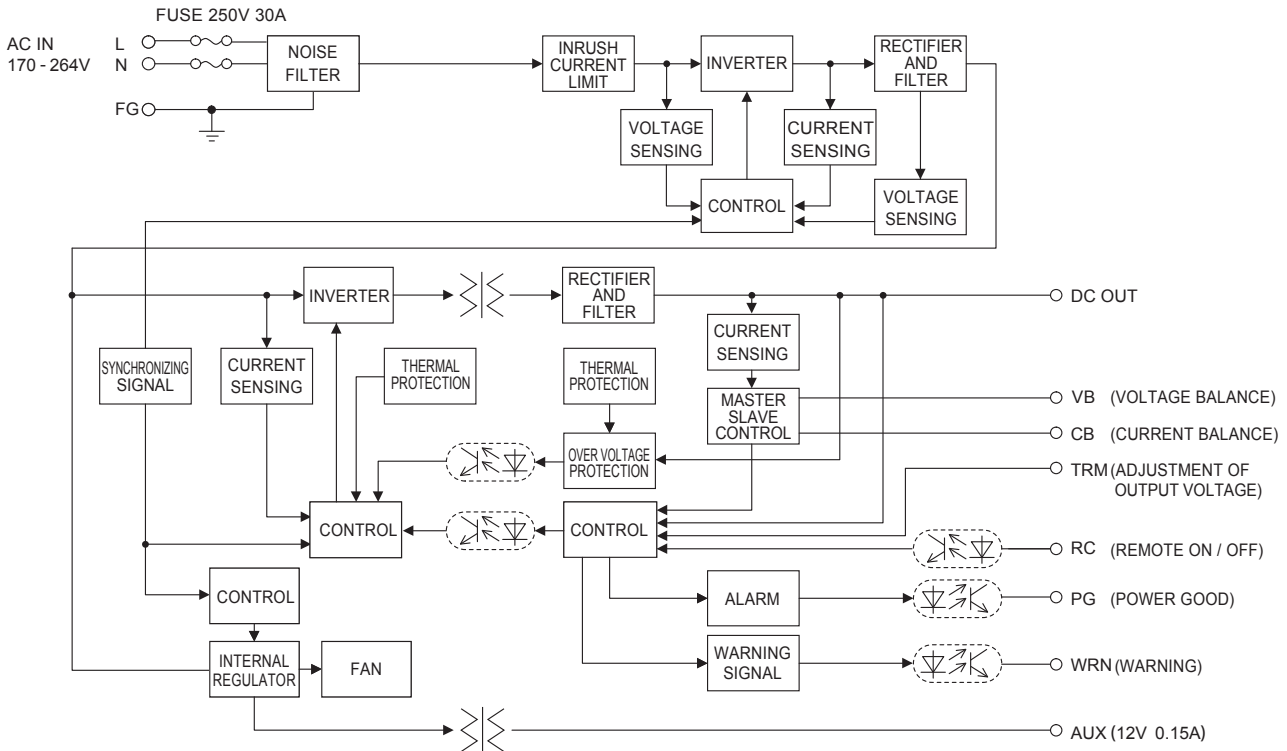 FUSE 250V 30A
AC IN
170 - 264V
L
N
FG
NOISE
FILTER
INRUSH
CURRENT
LIMIT
INVERTER
RECTIFIER
AND
FILTER
VOLTAGE
SENSING
CURRENT
SENSING
CONTROL
VOLTAGE
SENSING
INVERTER
RECTIFIER
AND
FILTER
DC OUT
SYNCHRONIZING
SIGNAL
CURRENT
SENSING
THERMAL
PROTECTION
THERMAL
PROTECTION
CURRENT
SENSING
MASTER
SLAVE
CONTROL
VB (VOLTAGE BALANCE)
CB (CURRENT BALANCE)
OVER VOLTAGE
PROTECTION
TRM (ADJUSTMENT OF
OUTPUT VOLTAGE)
CONTROL
CONTROL
RC (REMOTE ON / OFF)
CONTROL
ALARM
PG (POWER GOOD)
INTERNAL
REGULATOR
FAN
WARNING
SIGNAL
WRN (WARNING)
AUX (12V 0.15A)